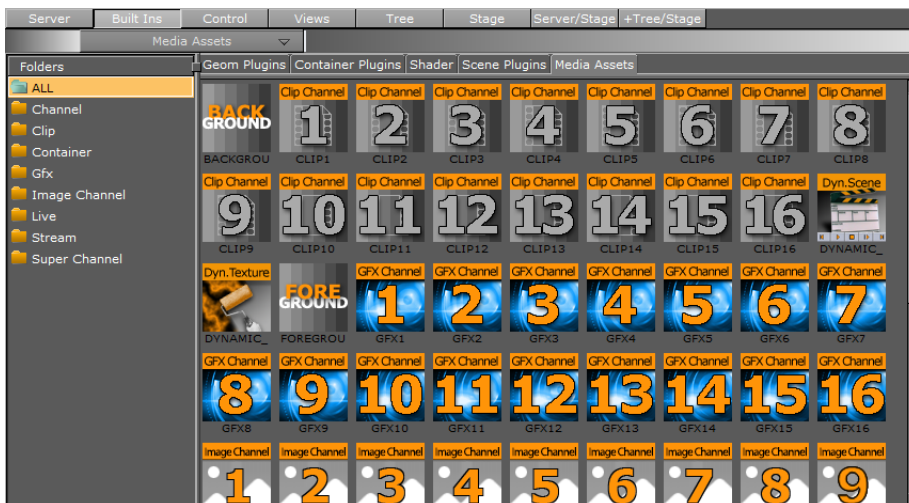 Server Built Ins Control Views Tree Stage Server/Stage +Tree/Stage
Media Assets
Folders
Geom Plugins Container Plugins Shader Scene Plugins Media Assets
ALL
Channel
Clip
Container
Gfx
Image Channel
Live
Stream
Super Channel
Clip Channel Clip Channel Clip Channel Clip Channel Clip Channel Clip Channel Clip Channel Clip Channel
BACK
GROUND 1 2 3 4 5 6 7 8
BACKGROU CLIP1 CLIP2 CLIP3 CLIP4 CLIP5 CLIP6 CLIP7 CLIP8
Clip Channel Clip Channel Clip Channel Clip Channel Clip Channel Clip Channel Clip Channel Clip Channel Dyn.Scene
9 10 11 12 13 14 15 16
CLIP9 CLIP10 CLIP11 CLIP12 CLIP13 CLIP14 CLIP15 CLIP16 DYNAMIC_
Dyn.Texture GFX Channel GFX Channel GFX Channel GFX Channel GFX Channel GFX Channel GFX Channel
FORE
GROUND 1 2 3 4 5 6 7
DYNAMIC_ FOREGROU GFX1 GFX2 GFX3 GFX4 GFX5 GFX6 GFX7
GFX Channel GFX Channel GFX Channel GFX Channel GFX Channel GFX Channel GFX Channel GFX Channel GFX Channel
8 9 10 11 12 13 14 15 16
GFX8 GFX9 GFX10 GFX11 GFX12 GFX13 GFX14 GFX15 GFX16
Image Channel Image Channel Image Channel Image Channel Image Channel Image Channel Image Channel Image Channel Image Channel
1 2 3 4 5 6 7 8 9